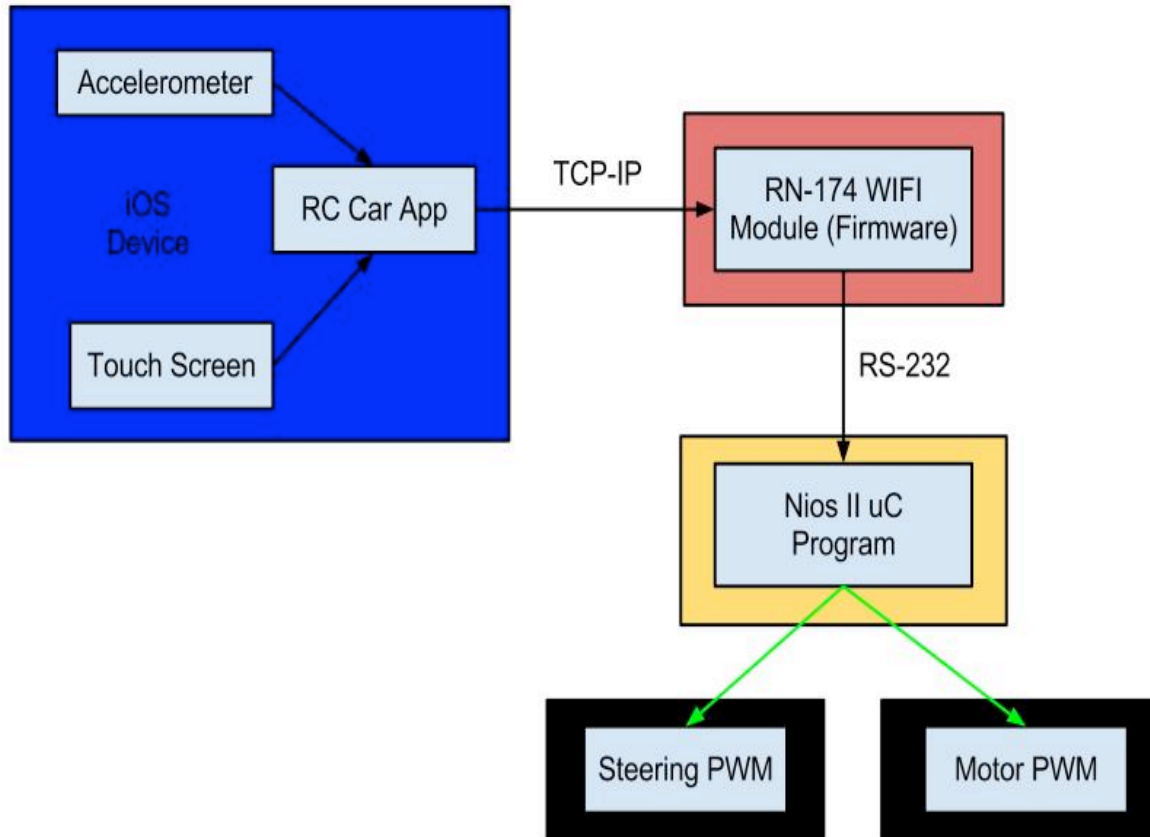 Accelerometer
RC Car App
iOS
Device
Touch Screen
TCP-IP
RN-174 WIFI
Module (Firmware)
RS-232
Nios II uC
Program
Steering PWM
Motor PWM